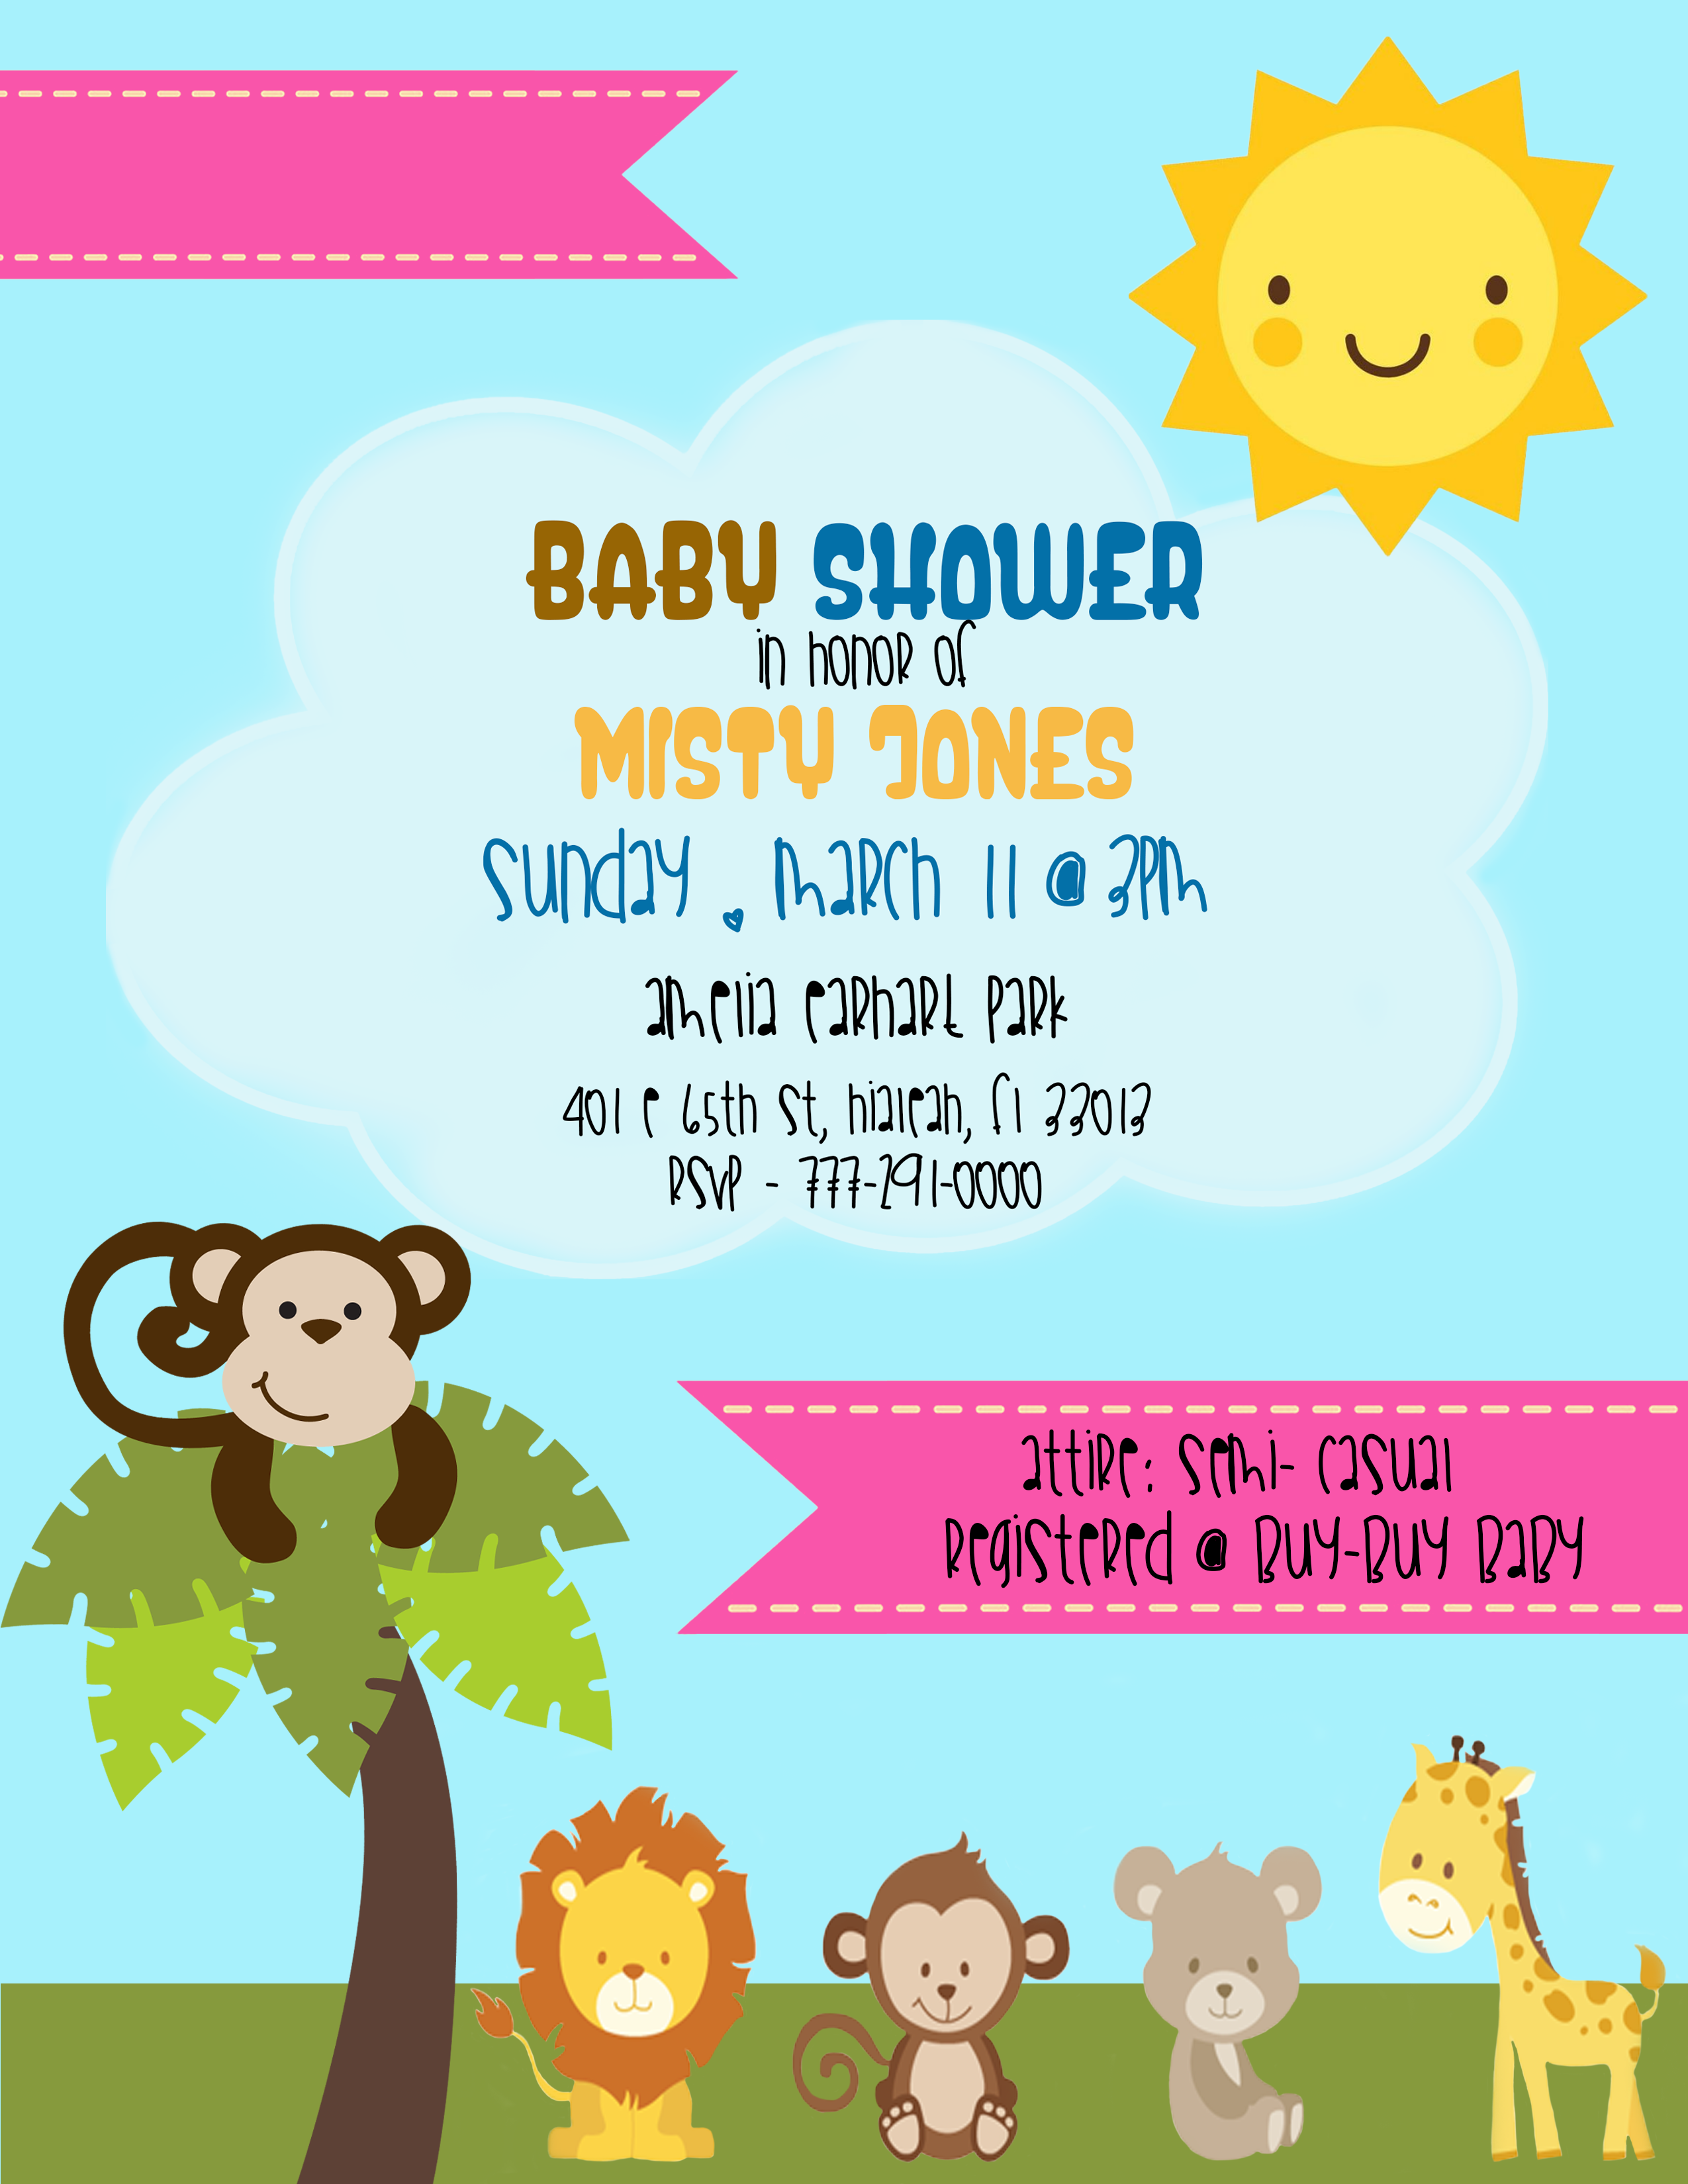 BABY SHOWER
in honor of
MISTY JONES
Sunday , March 11 @ 3PM
amelia earhart park
401 e 65th st, hialeah, fl 33013
RSVP - 777-291-0000
attire: semi- casual
Registered @ BUY-BUY BABY